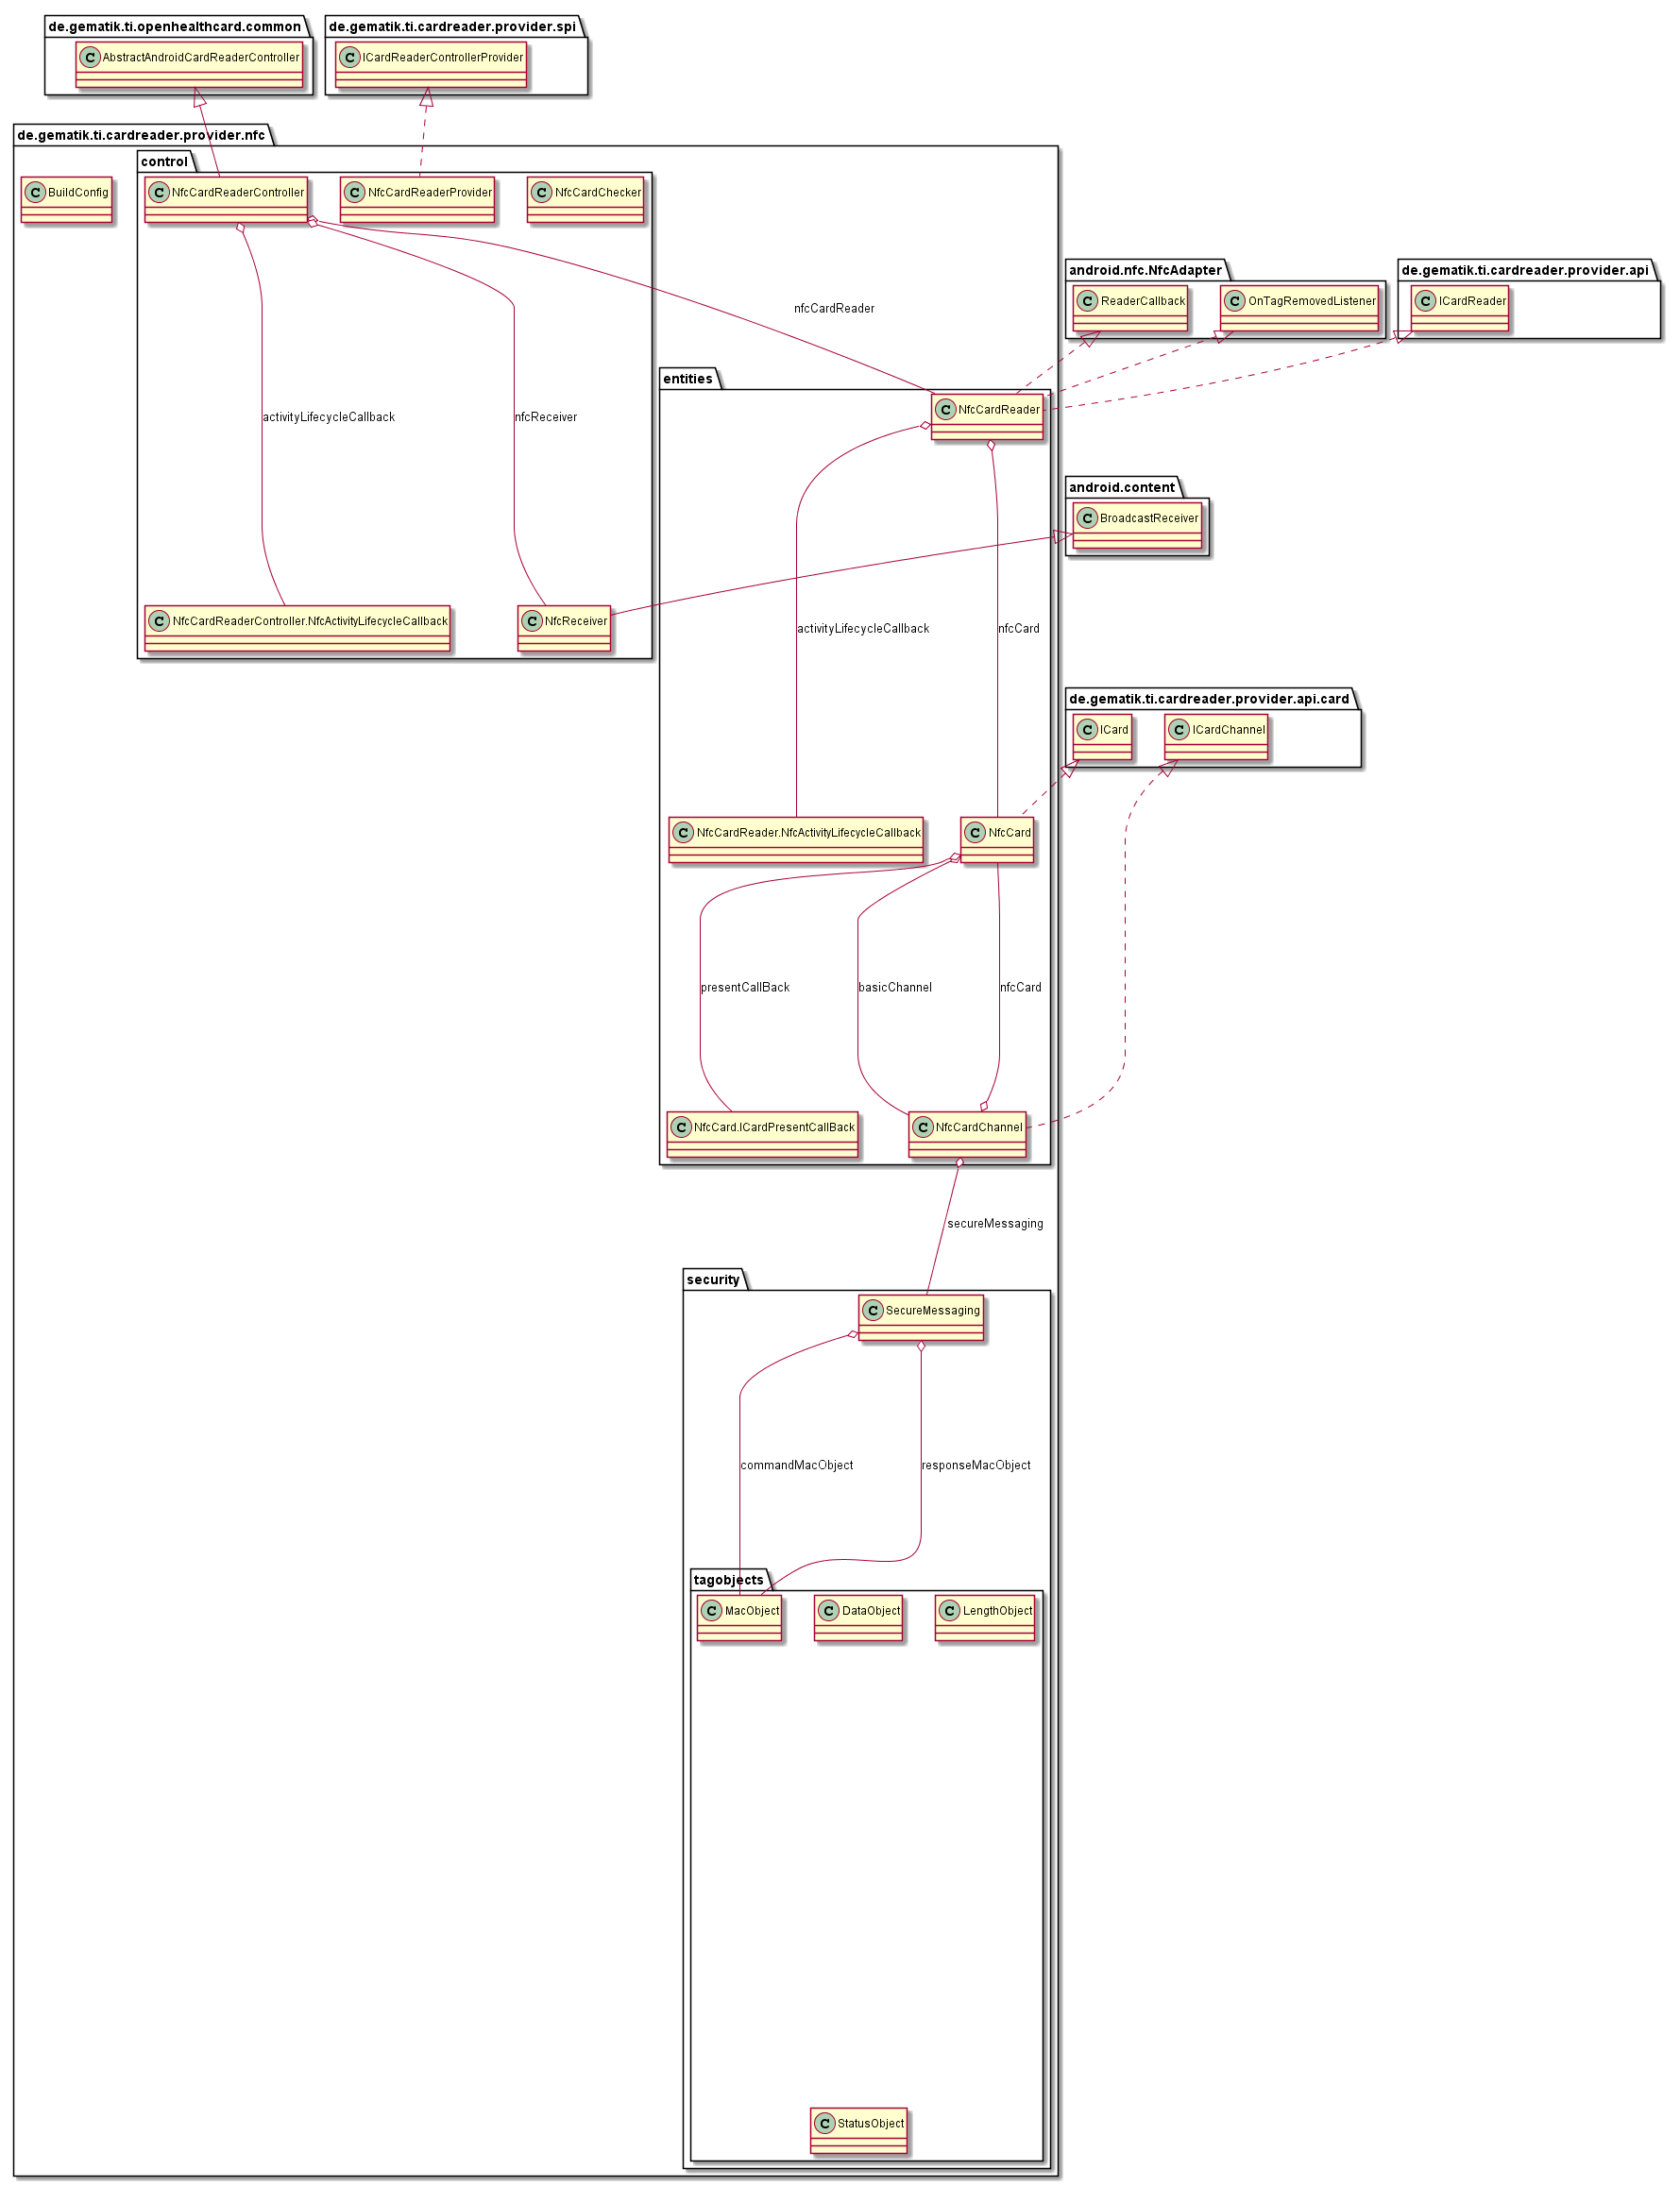 de.gematik.ti.openhealthcard.common
de.gematik.ti.cardreader.provider.spi
C AbstractAndroidCardReaderController
C ICardReaderControllerProvider
de.gematik.ti.cardreader.provider.nfc
control
C BuildConfig
C NfcCardReaderController
C NfcCardReaderProvider
C NfcCardChecker
android.nfc.NfcAdapter
de.gematik.ti.cardreader.provider.api
C ReaderCallback
C OnTagRemovedListener
C ICardReader
nfcCardReader
entities
C NfcCardReader
activityLifecycleCallback
nfcReceiver
android.content
C BroadcastReceiver
C NfcCardReaderController.NfcActivityLifecycleCallback
C NfcReceiver
activityLifecycleCallback
nfcCard
de.gematik.ti.cardreader.provider.api.card
C ICard
C ICardChannel
C NfcCardReader.NfcActivityLifecycleCallback
C NfcCard
presentCallBack
basicChannel
nfcCard
C NfcCard.ICardPresentCallBack
C NfcCardChannel
secureMessaging
security
C SecureMessaging
commandMacObject
responseMacObject
tagobjects
C MacObject
C DataObject
C LengthObject
C StatusObject